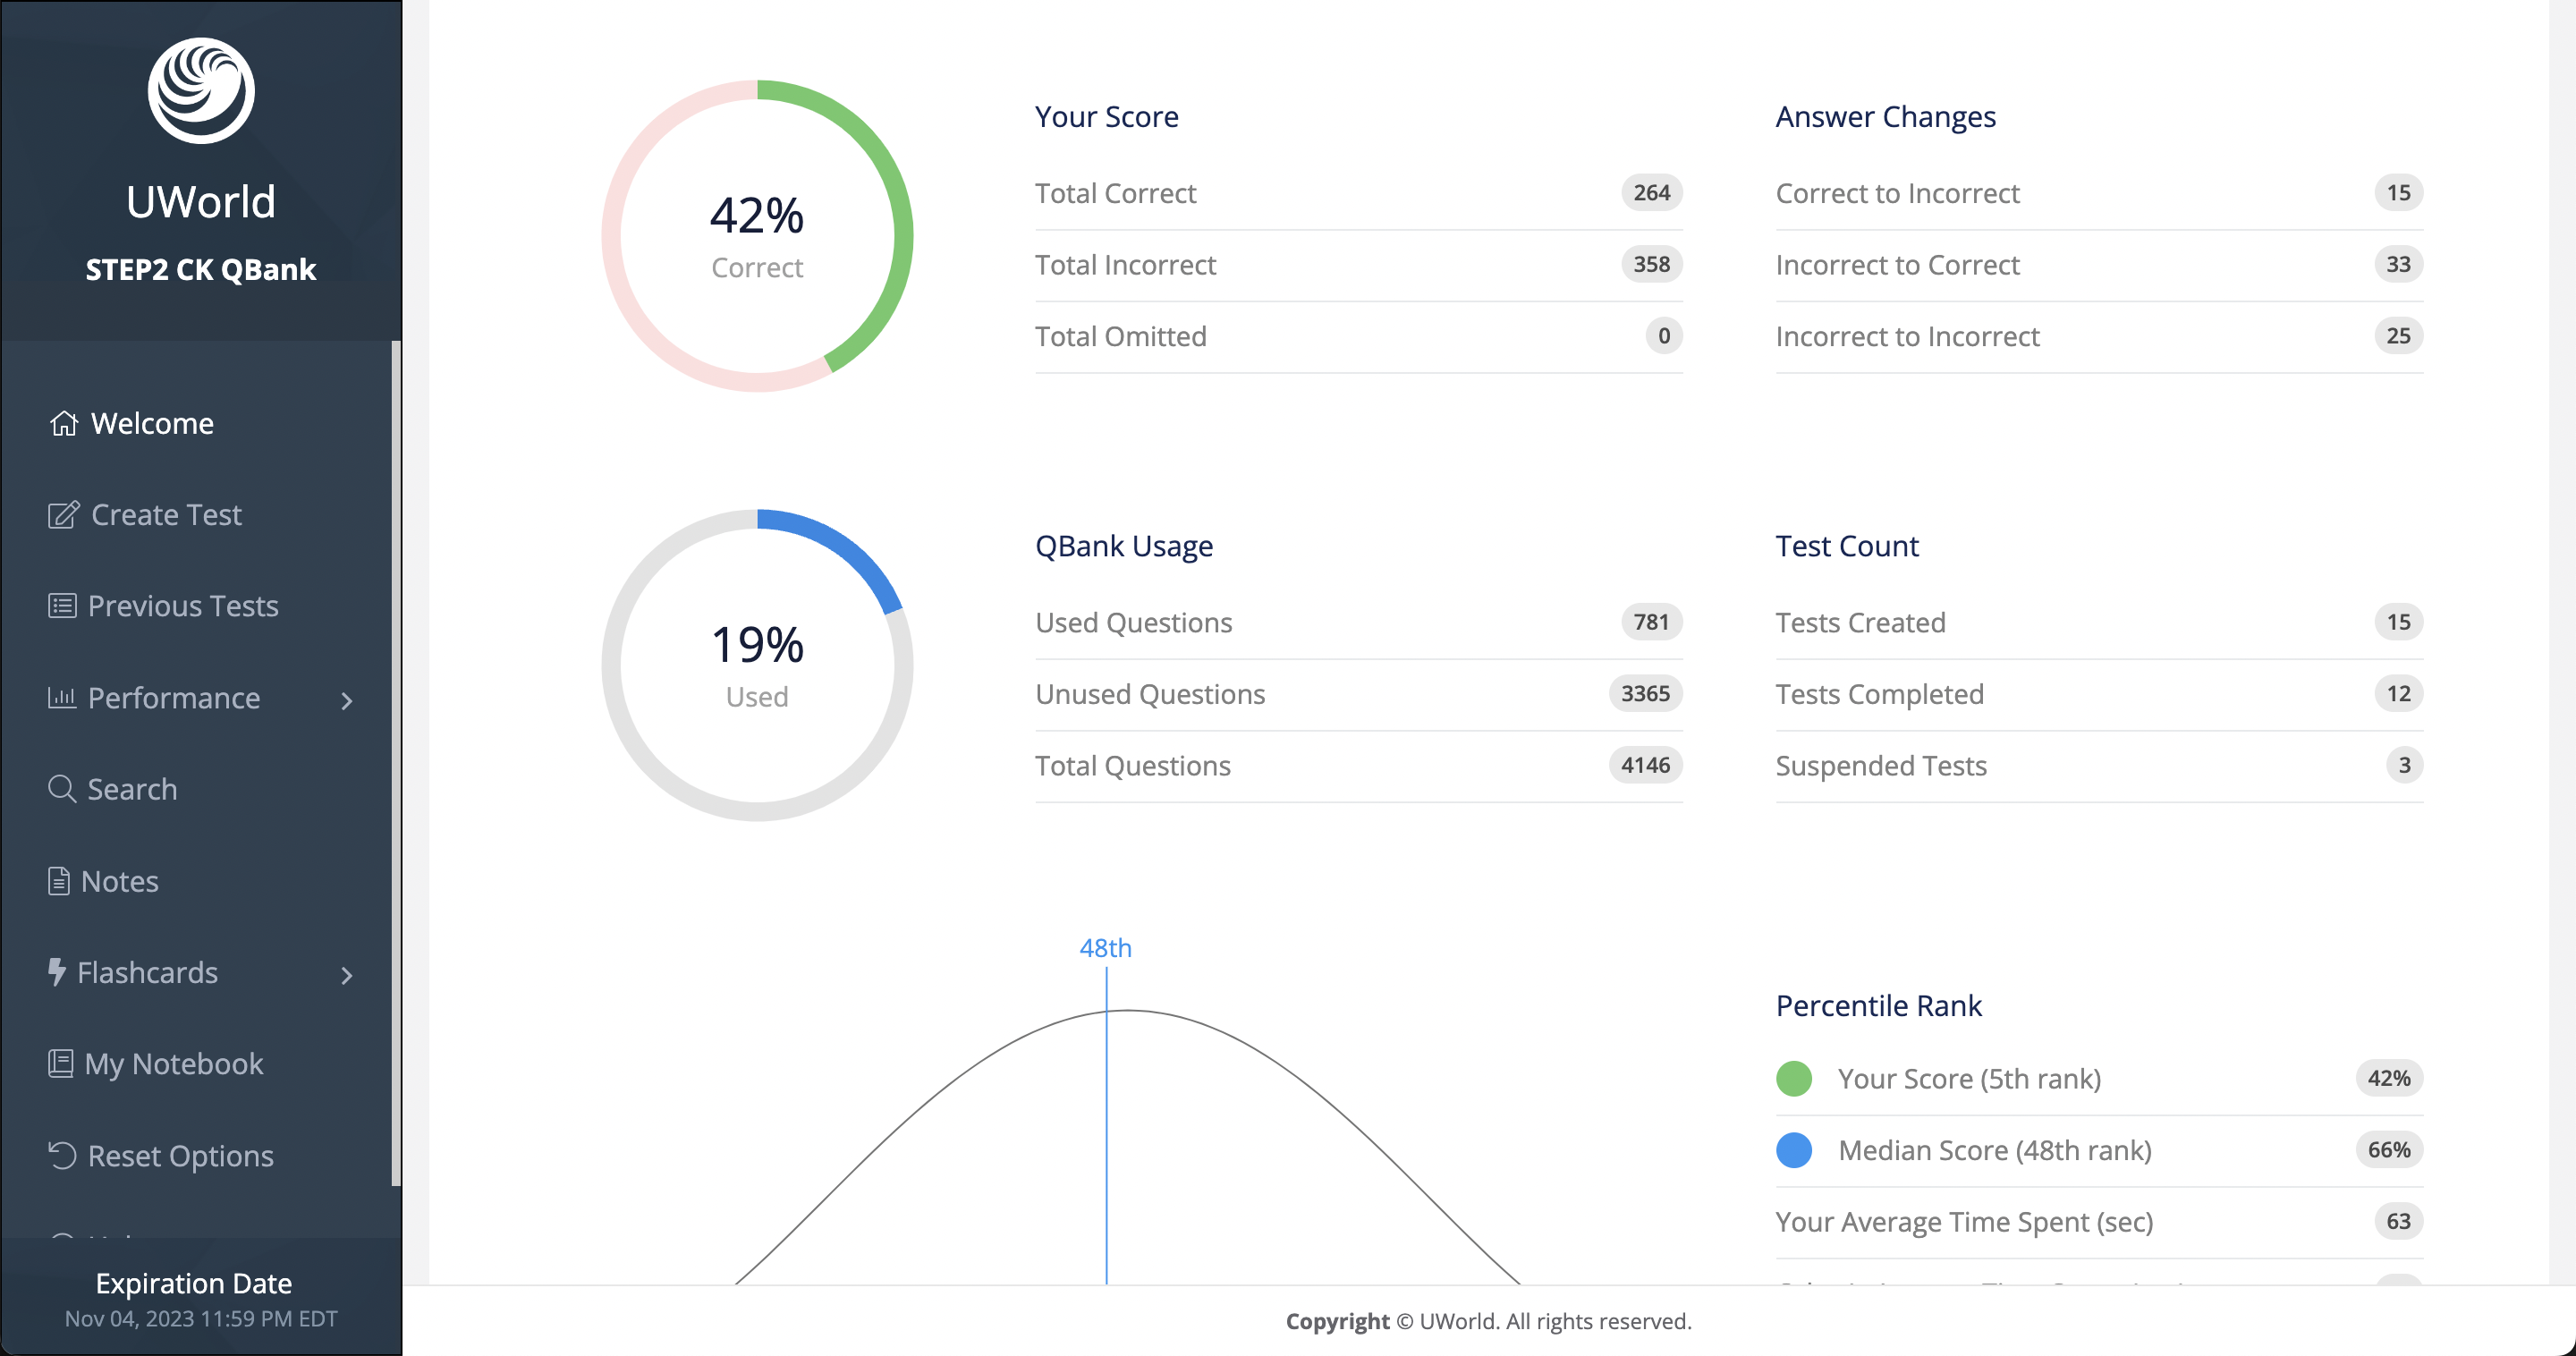 UWorld
STEP2 CK QBank
Welcome
Create Test
Previous Tests
Performance
Search
Notes
Flashcards
My Notebook
Reset Options
Expiration Date
Nov 04, 2023 11:59 PM EDT
42%
Correct
Your Score
Total Correct 264
Total Incorrect 358
Total Omitted 0
Answer Changes
Correct to Incorrect 15
Incorrect to Correct 33
Incorrect to Incorrect 25
19%
Used
QBank Usage
Used Questions 781
Unused Questions 3365
Total Questions 4146
Test Count
Tests Created 15
Tests Completed 12
Suspended Tests 3
48th
Percentile Rank
Your Score (5th rank) 42%
Median Score (48th rank) 66%
Your Average Time Spent (sec) 63
Copyright © UWorld. All rights reserved.